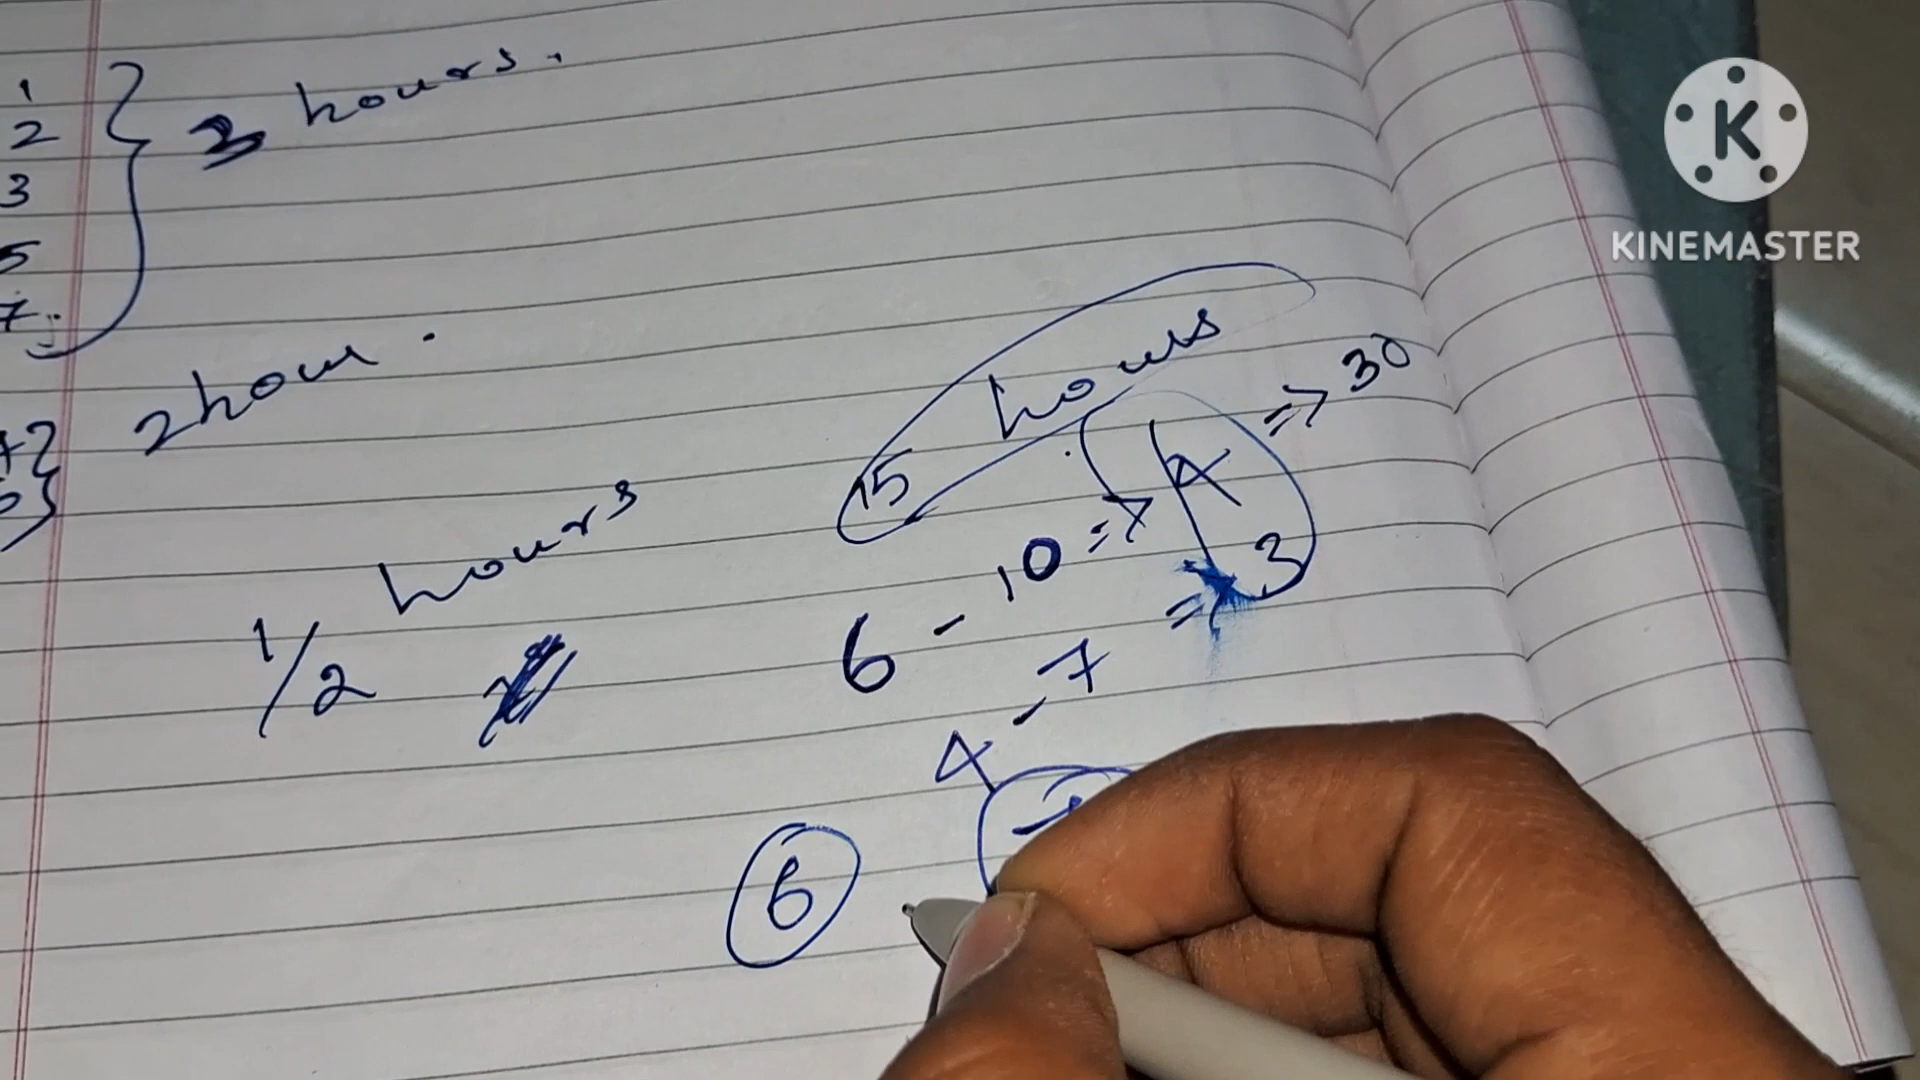 1
2 } 3 hours.
3
5
7.
2 hour.
1/2 hours
15 hours
6 - 10 => 4 => 30
4 - 7 => 3
6
K
KINEMASTER